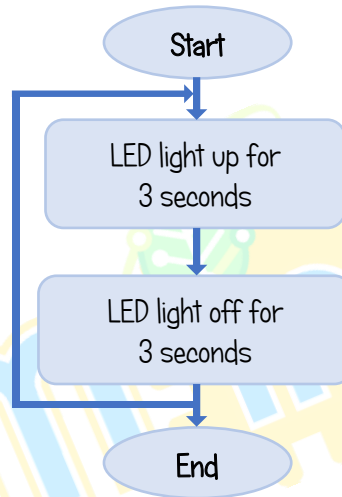 Start
LED light up for
3 seconds
LED light off for
3 seconds
End